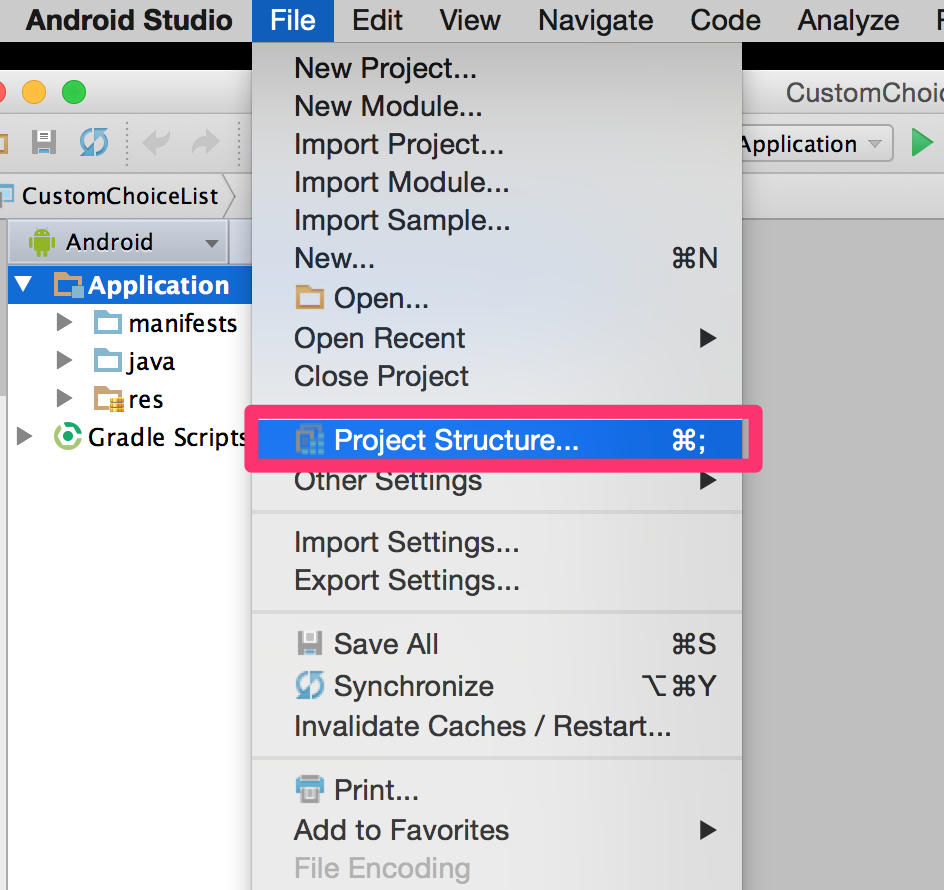 Android Studio File Edit View Navigate Code Analyze
CustomChoic
Application
CustomChoiceList
Android
Application
manifests
java
res
Gradle Scripts
New Project...
New Module...
Import Project...
Import Module...
Import Sample...
New... ⌘N
Open...
Open Recent ▶
Close Project
Project Structure... ⌘;
Other Settings ▶
Import Settings...
Export Settings...
Save All ⌘S
Synchronize ⌥⌘Y
Invalidate Caches / Restart...
Print...
Add to Favorites ▶
File Encoding